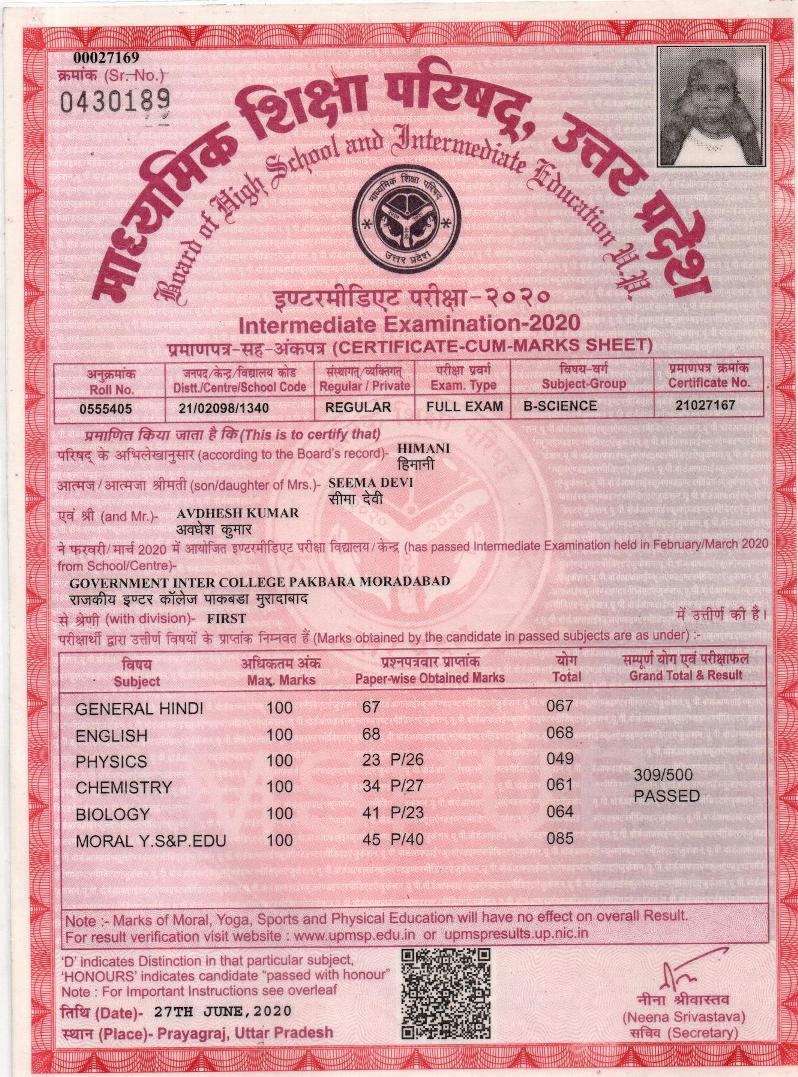 00027169
क्रमांक (Sr. No.)
0430189
माध्यमिक शिक्षा परिषद्, उत्तर प्रदेश
Board of High School and Intermediate Education U.P.
माध्यमिक शिक्षा परिषद्
उत्तर प्रदेश
इण्टरमीडिएट परीक्षा-२०२०
Intermediate Examination-2020
प्रमाणपत्र-सह-अंकपत्र (CERTIFICATE-CUM-MARKS SHEET)
अनुक्रमांक जनपद/केन्द्र/विद्यालय कोड संस्थागत्/व्यक्तिगत् परीक्षा प्रवर्ग विषय-वर्ग प्रमाणपत्र क्रमांक
Roll No. Distt./Centre/School Code Regular / Private Exam. Type Subject-Group Certificate No.
0555405 21/02098/1340 REGULAR FULL EXAM B-SCIENCE 21027167
प्रमाणित किया जाता है कि (This is to certify that)
परिषद् के अभिलेखानुसार (according to the Board's record)- HIMANI
हिमानी
आत्मज/आत्मजा श्रीमती (son/daughter of Mrs.)- SEEMA DEVI
सीमा देवी
एवं श्री (and Mr.)- AVDHESH KUMAR
अवधेश कुमार
ने फरवरी/मार्च 2020 में आयोजित इण्टरमीडिएट परीक्षा विद्यालय/केन्द्र (has passed Intermediate Examination held in February/March 2020
from School/Centre)-
GOVERNMENT INTER COLLEGE PAKBARA MORADABAD
राजकीय इण्टर कॉलेज पाकबडा मुरादाबाद
से श्रेणी (with division)- FIRST में उत्तीर्ण की है।
परीक्षार्थी द्वारा उत्तीर्ण विषयों के प्राप्तांक निम्नवत हैं (Marks obtained by the candidate in passed subjects are as under) :-
विषय अधिकतम अंक प्रश्नपत्रवार प्राप्तांक योग सम्पूर्ण योग एवं परीक्षाफल
Subject Max. Marks Paper-wise Obtained Marks Total Grand Total & Result
GENERAL HINDI 100 67 067
ENGLISH 100 68 068
PHYSICS 100 23 P/26 049
309/500
CHEMISTRY 100 34 P/27 061
PASSED
BIOLOGY 100 41 P/23 064
MORAL Y.S&P.EDU 100 45 P/40 085
Note :- Marks of Moral, Yoga, Sports and Physical Education will have no effect on overall Result.
For result verification visit website : www.upmsp.edu.in or upmspresults.up.nic.in
'D' indicates Distinction in that particular subject,
'HONOURS' indicates candidate "passed with honour"
Note : For Important Instructions see overleaf
तिथि (Date)- 27TH JUNE,2020
स्थान (Place)- Prayagraj, Uttar Pradesh
नीना श्रीवास्तव
(Neena Srivastava)
सचिव (Secretary)